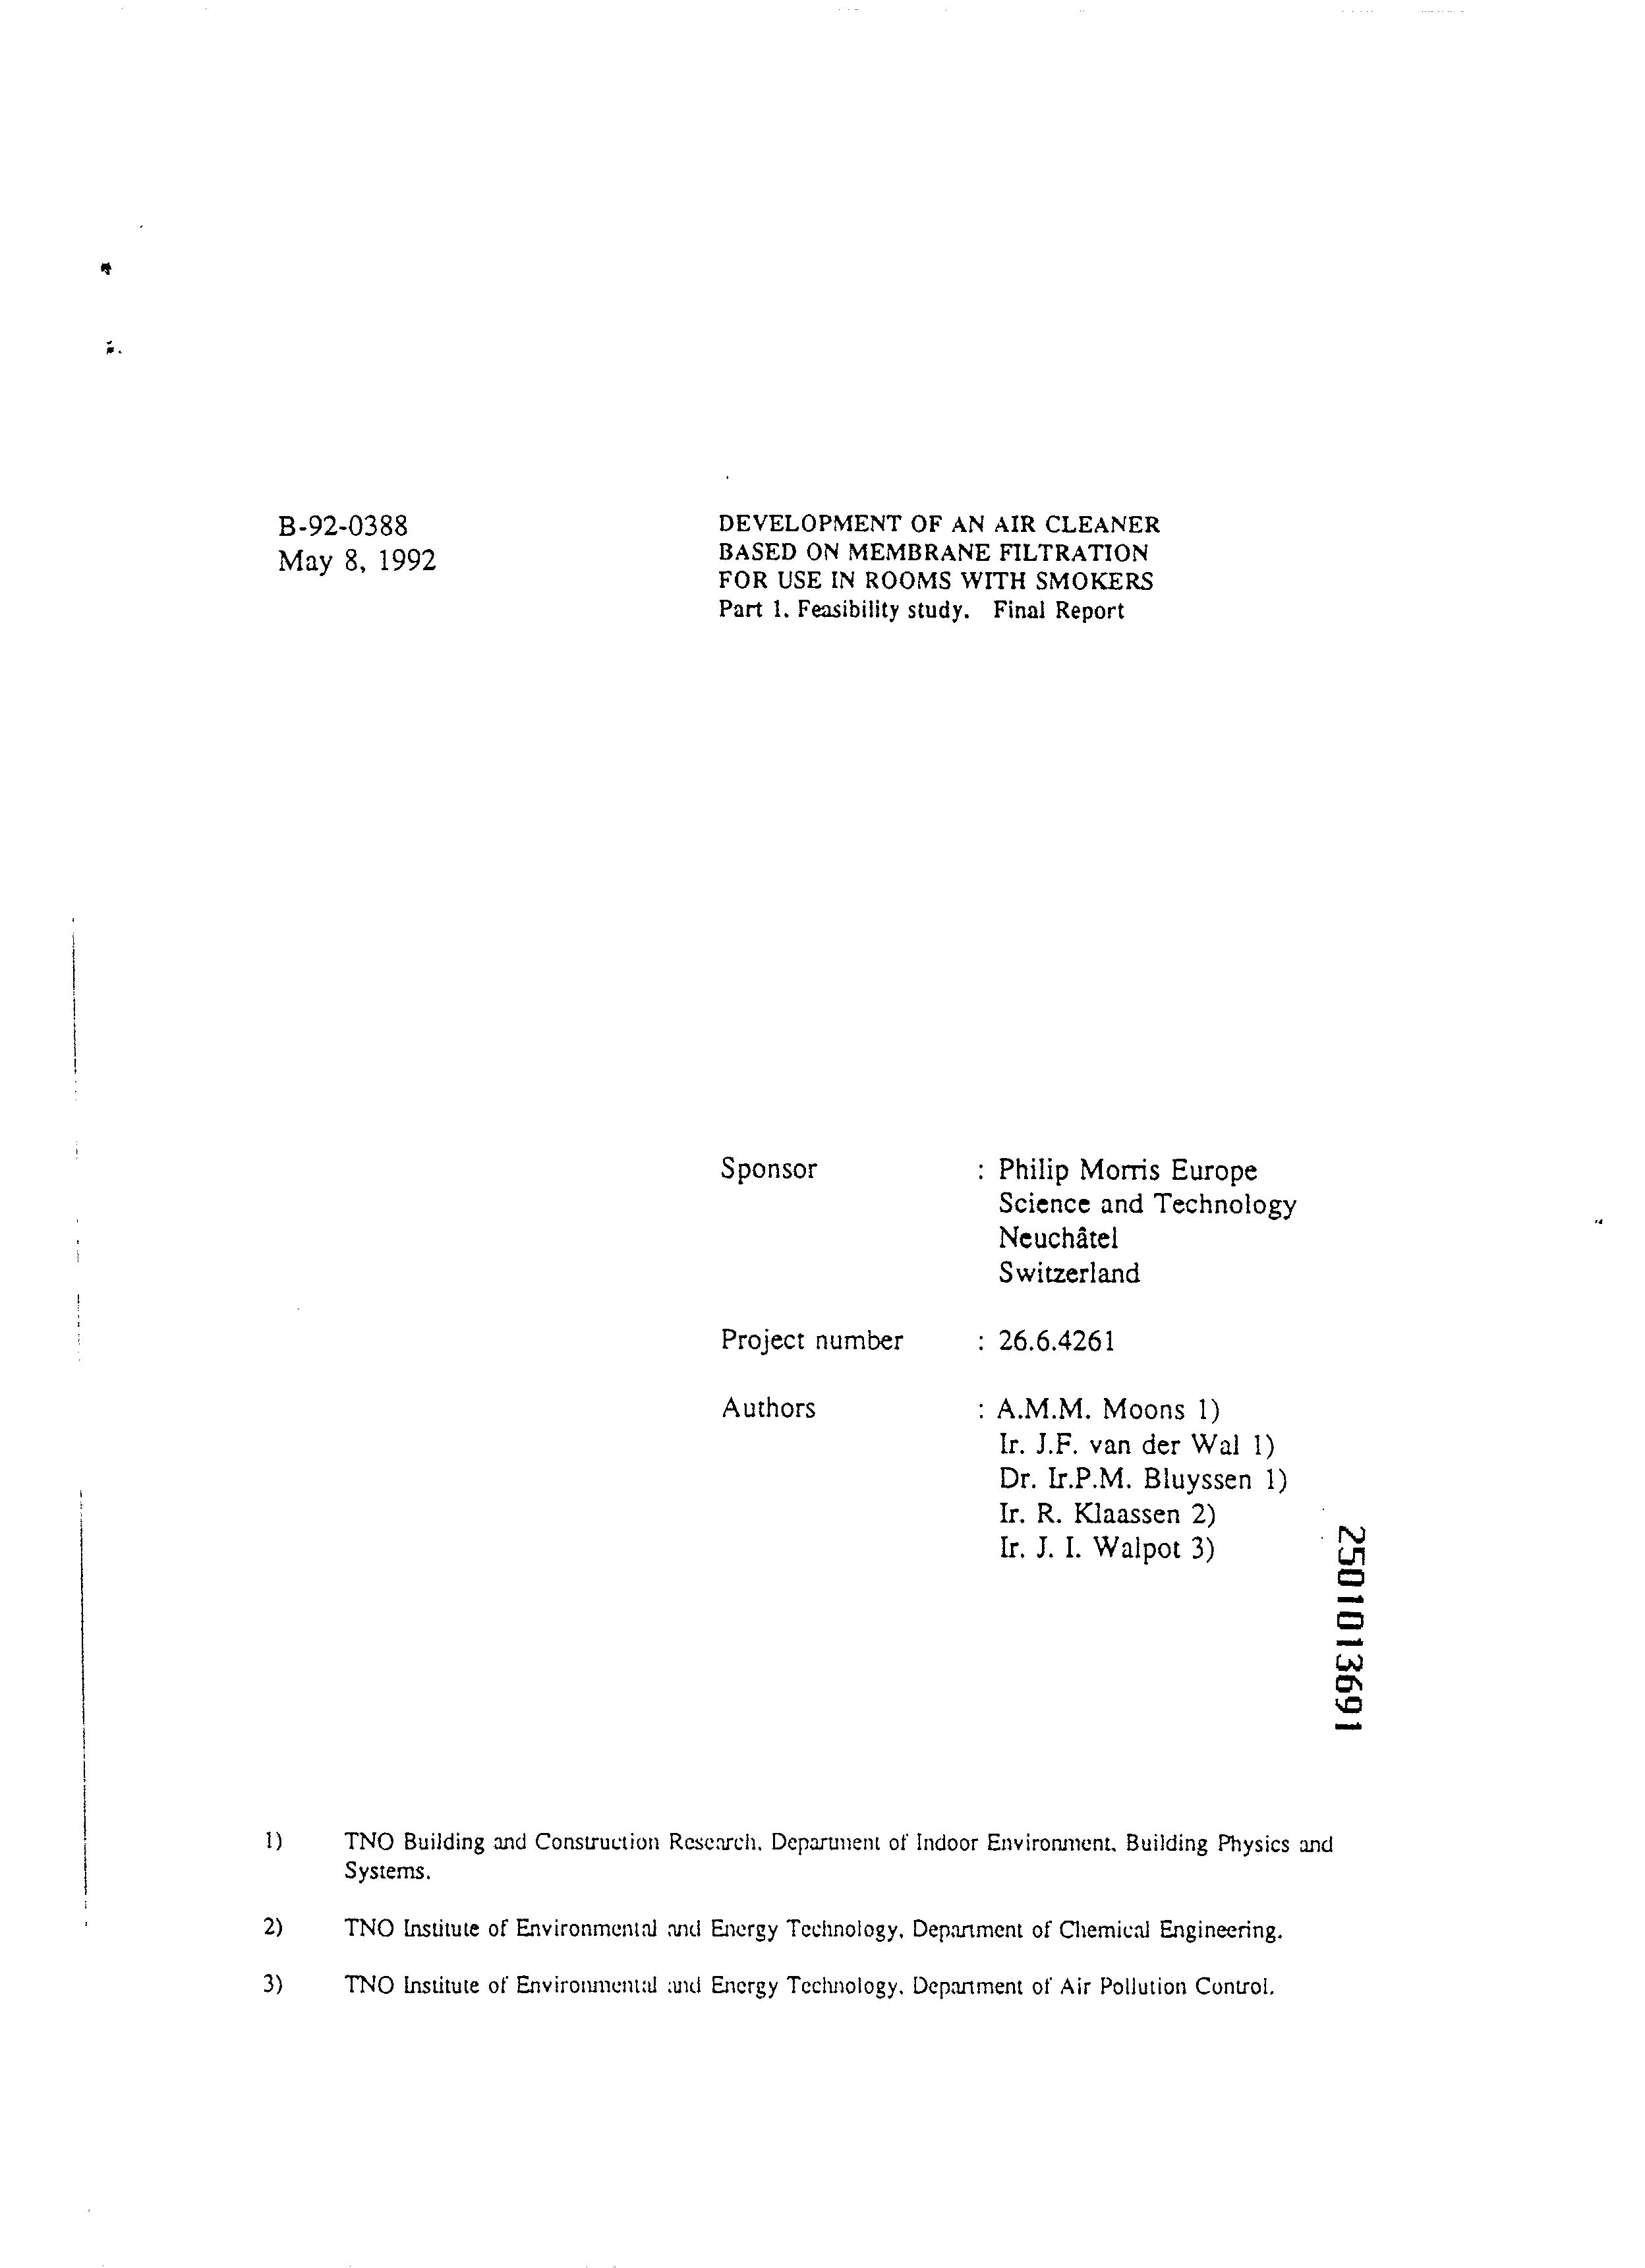 B-92-0388
May 8, 1992
DEVELOPMENT OF AN AIR CLEANER
BASED ON MEMBRANE FILTRATION
FOR USE IN ROOMS WITH SMOKERS
Part 1. Feasibility study. Final Report
Sponsor : Philip Morris Europe
Science and Technology
Neuchâtel
Switzerland
Project number : 26.6.4261
Authors : A.M.M. Moons 1)
Ir. J.F. van der Wal 1)
Dr. Ir.P.M. Bluyssen 1)
Ir. R. Klaassen 2)
Ir. J. I. Walpot 3)
2501013691
1) TNO Building and Construction Research, Department of Indoor Environment, Building Physics and
Systems.
2) TNO Institute of Environmental and Energy Technology, Department of Chemical Engineering.
3) TNO Institute of Environmental and Energy Technology, Department of Air Pollution Control.